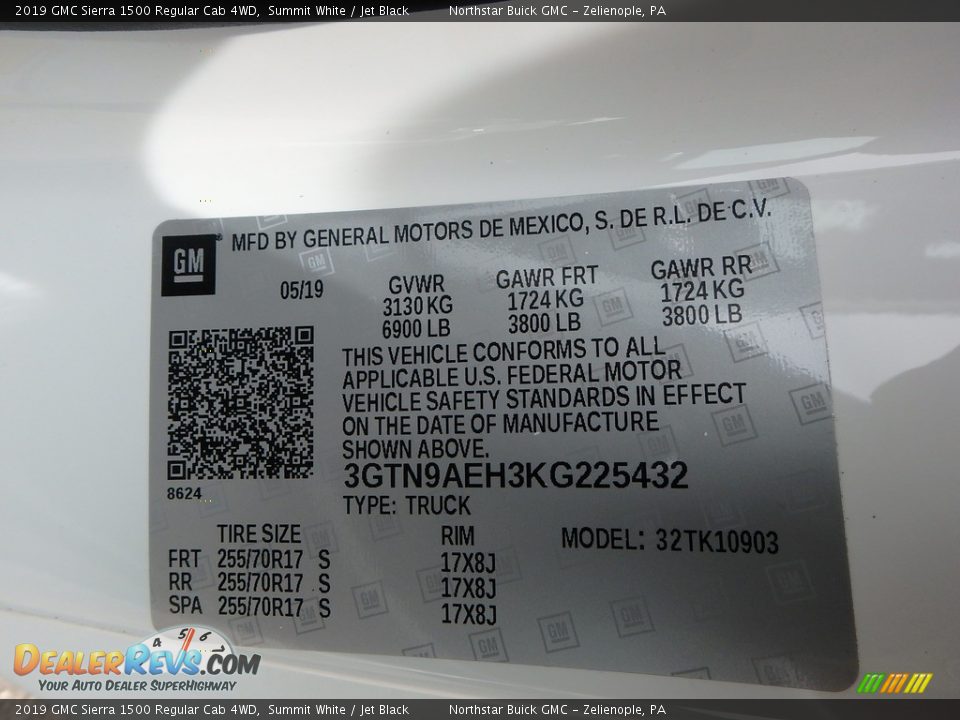 2019 GMC Sierra 1500 Regular Cab 4WD, Summit White / Jet Black Northstar Buick GMC - Zelienople, PA
GM
MFD BY GENERAL MOTORS DE MEXICO, S. DE R.L. DE C.V.
05/19
GVWR
3130 KG
6900 LB
GAWR FRT
1724 KG
3800 LB
GAWR RR
1724 KG
3800 LB
THIS VEHICLE CONFORMS TO ALL
APPLICABLE U.S. FEDERAL MOTOR
VEHICLE SAFETY STANDARDS IN EFFECT
ON THE DATE OF MANUFACTURE
SHOWN ABOVE.
3GTN9AEH3KG225432
8624
TYPE: TRUCK
TIRE SIZE RIM MODEL: 32TK10903
FRT 255/70R17 S 17X8J
RR 255/70R17 S 17X8J
SPA 255/70R17 S 17X8J
4 5 6
DealerRevs.com
Your Auto Dealer SuperHighway
2019 GMC Sierra 1500 Regular Cab 4WD, Summit White / Jet Black Northstar Buick GMC - Zelienople, PA